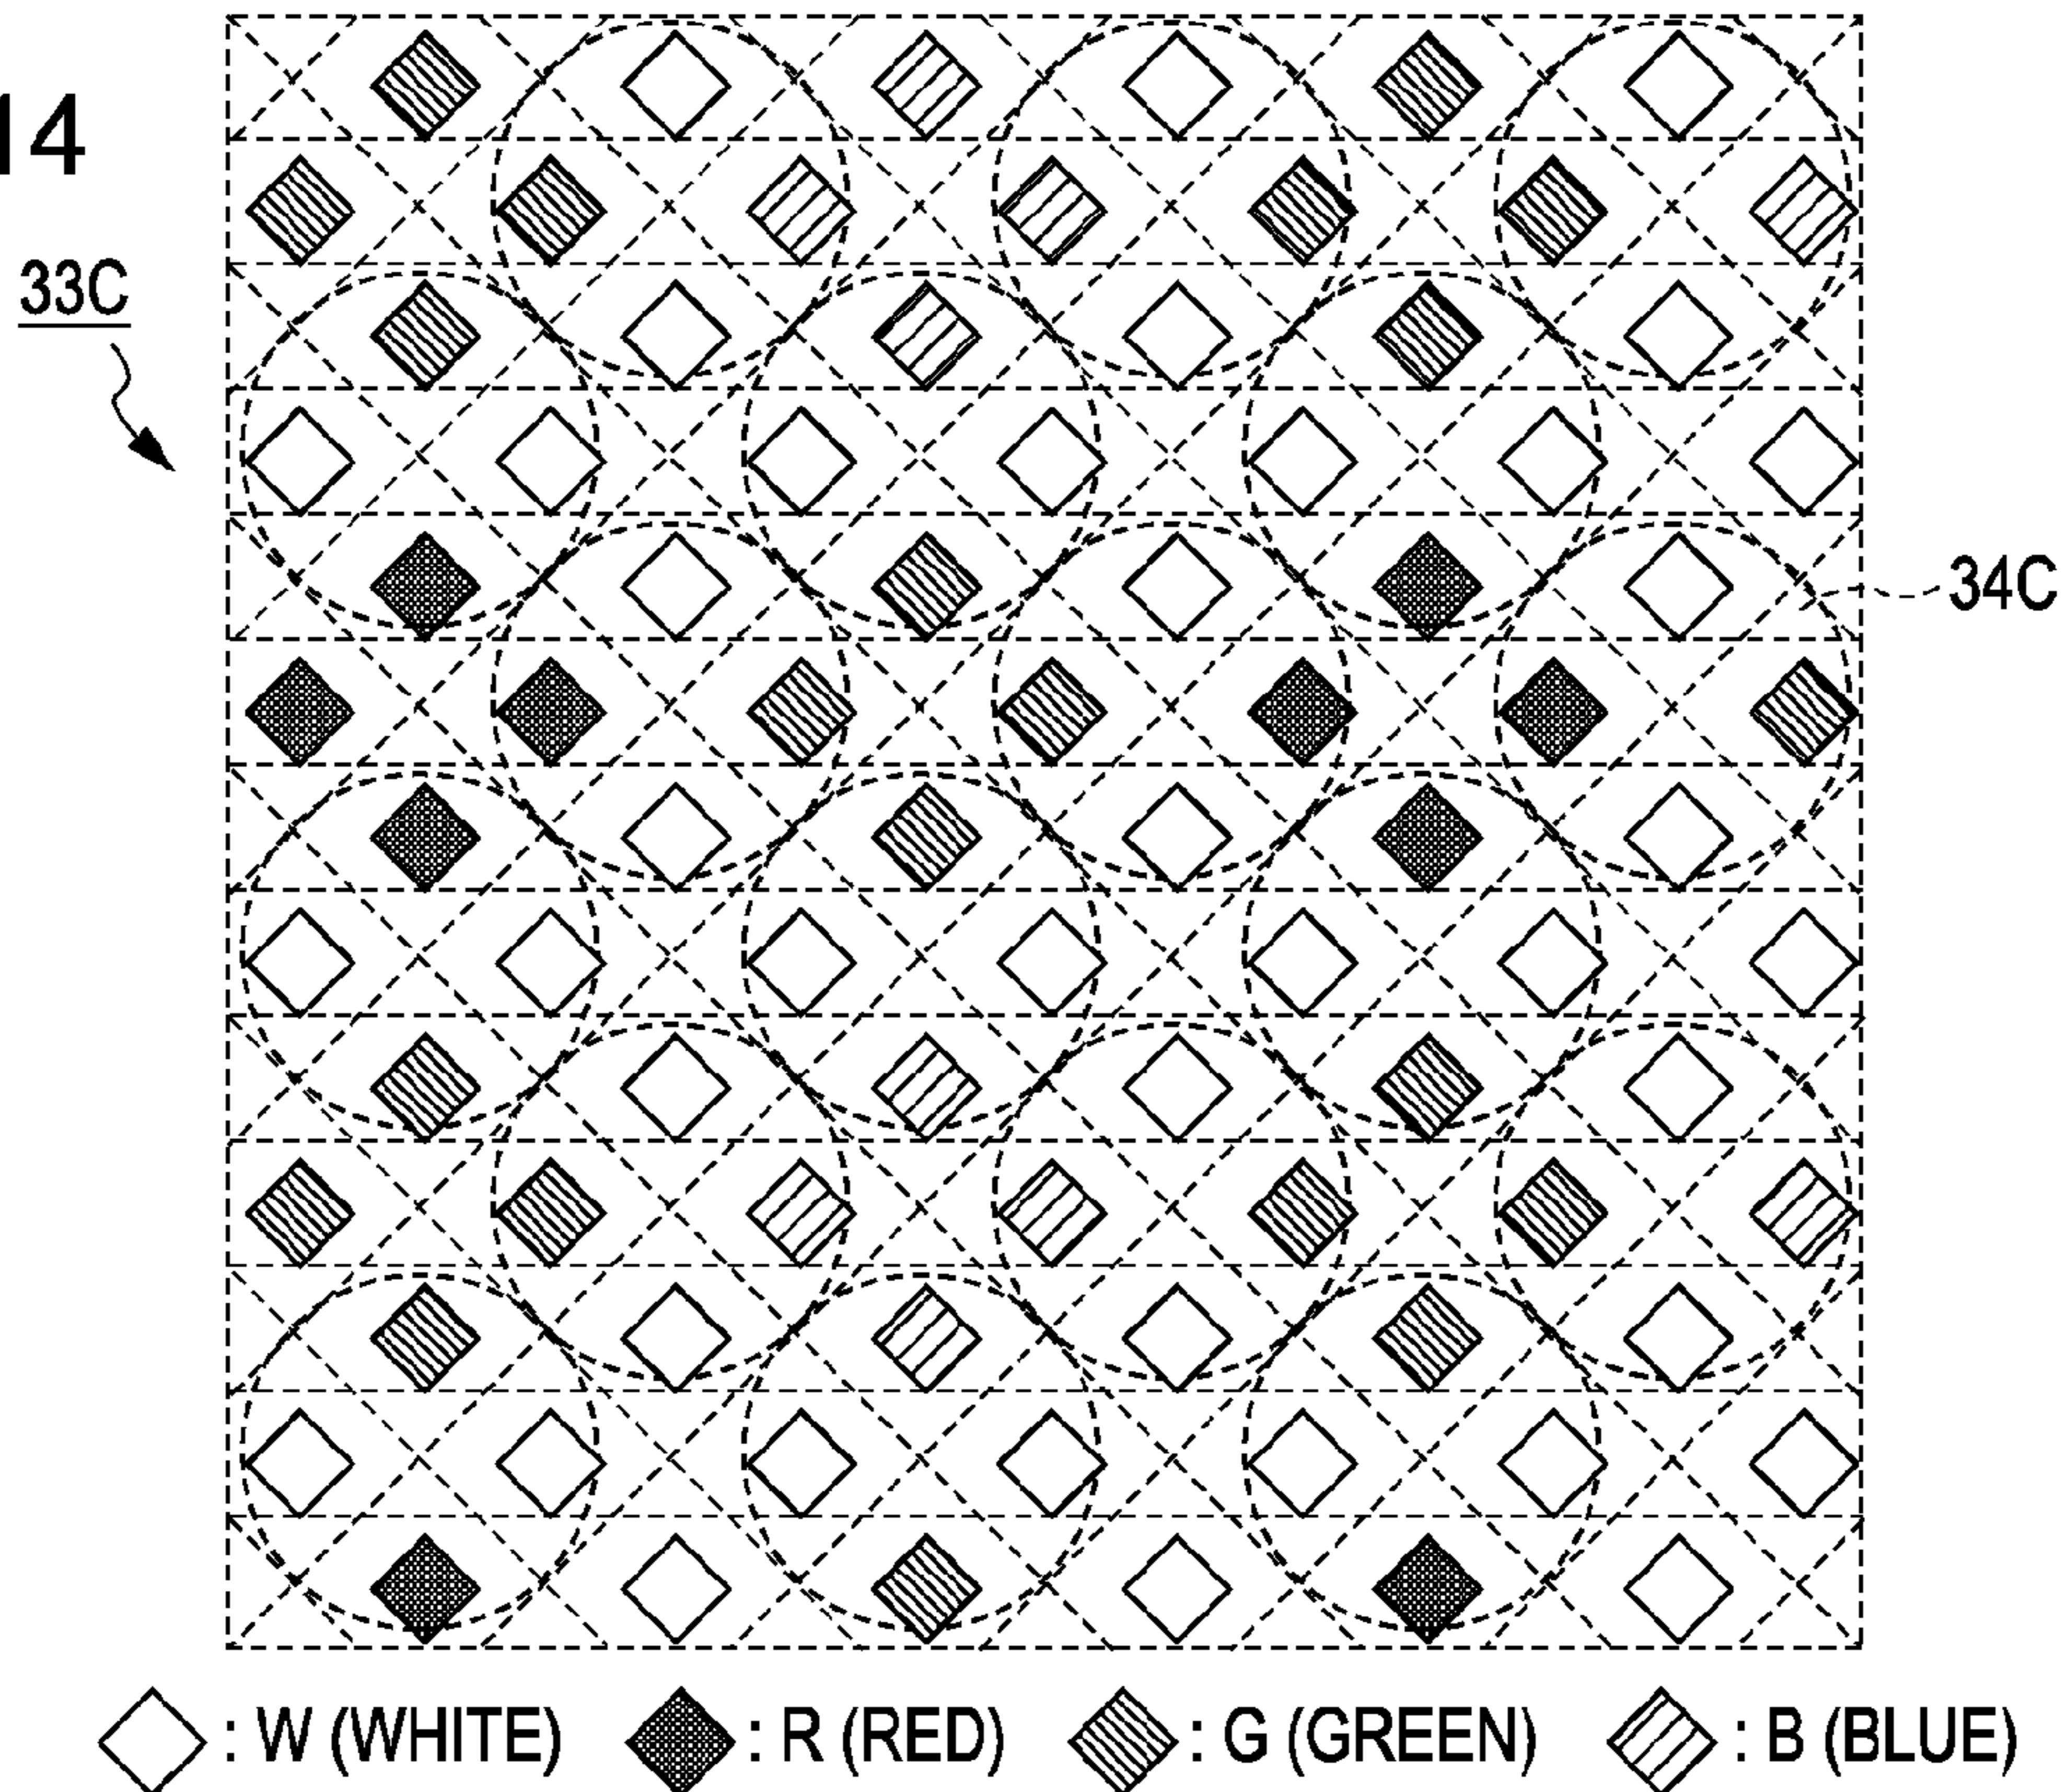 14
33C
34C
: W (WHITE) : R (RED) : G (GREEN) : B (BLUE)